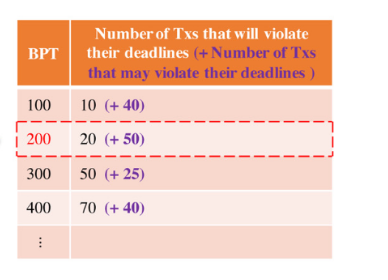 BPT
Number of Txs that will violate
their deadlines (+ Number of Txs
that may violate their deadlines )
100 10 (+ 40)
200 20 (+ 50)
300 50 (+ 25)
400 70 (+ 40)
⋮